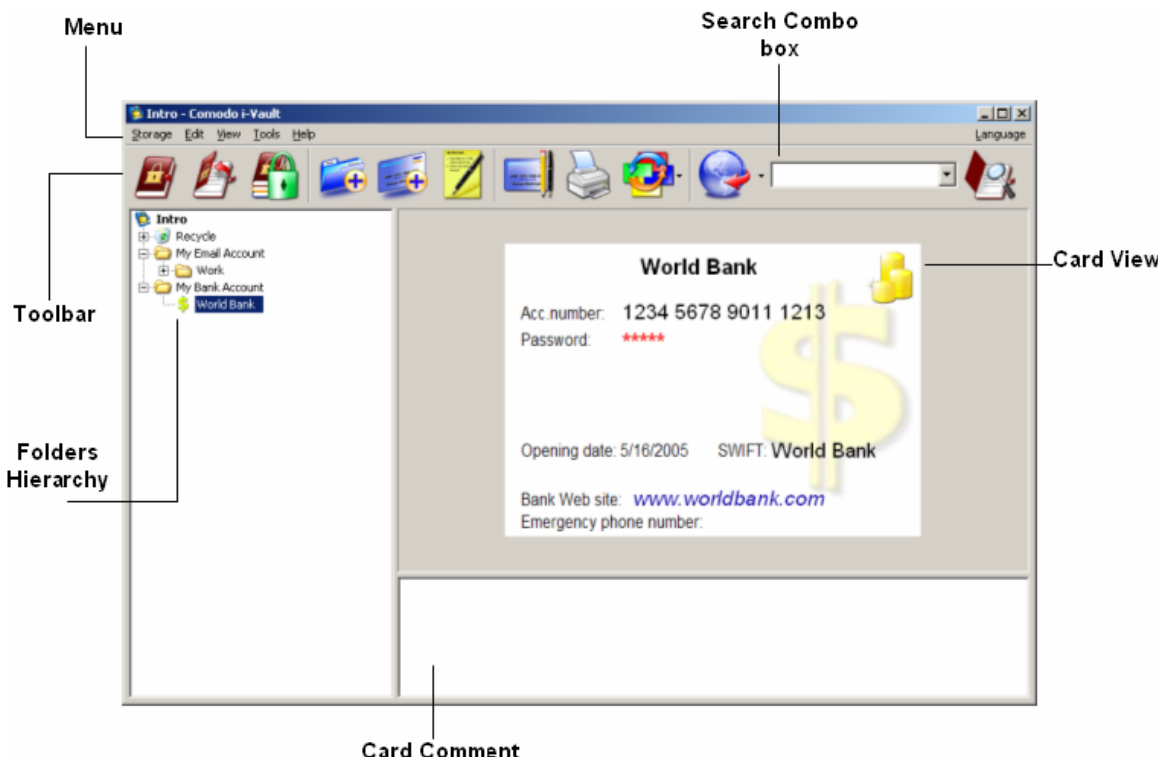 Menu
Search Combo
box
Intro - Comodo i-Vault
Storage Edit View Tools Help Language
Intro
Recycle
My Email Account
Work
My Bank Account
World Bank
Toolbar
Folders
Hierarchy
World Bank
Acc.number: 1234 5678 9011 1213
Password: *****
Opening date: 5/16/2005 SWIFT: World Bank
Bank Web site: www.worldbank.com
Emergency phone number:
Card View
Card Comment